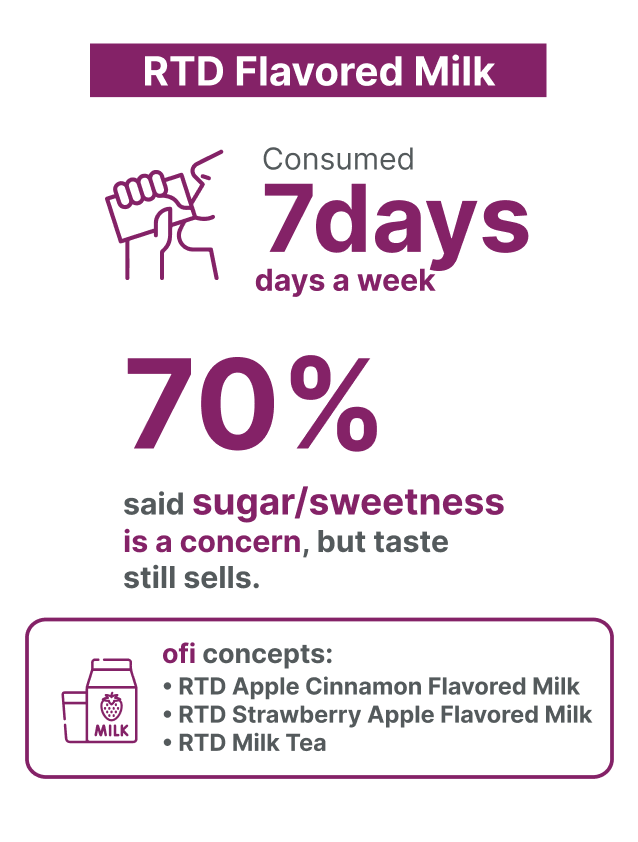 RTD Flavored Milk
Consumed
7days
days a week
70%
said sugar/sweetness
is a concern, but taste
still sells.
ofi concepts:
• RTD Apple Cinnamon Flavored Milk
• RTD Strawberry Apple Flavored Milk
• RTD Milk Tea
MILK